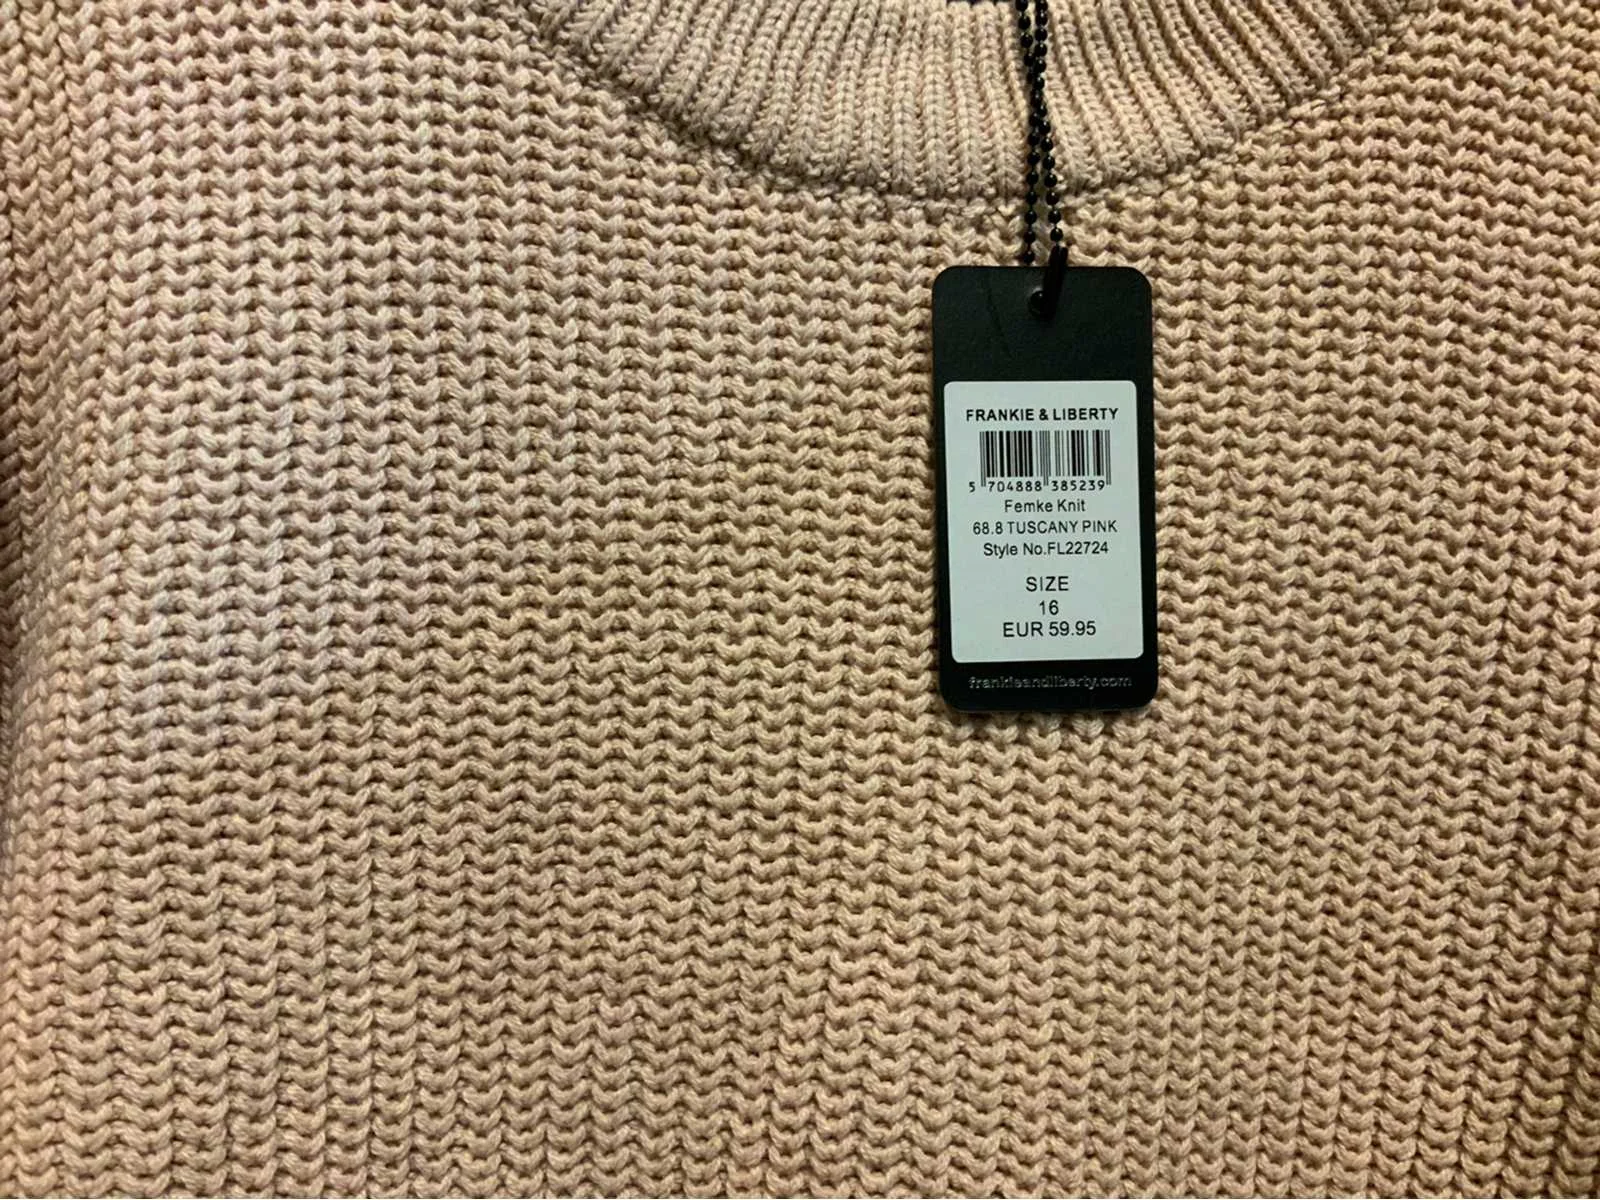 FRANKIE & LIBERTY
5 704888 385239
Femke Knit
68.8 TUSCANY PINK
Style No.FL22724
SIZE
16
EUR 59.95
frankieandliberty.com